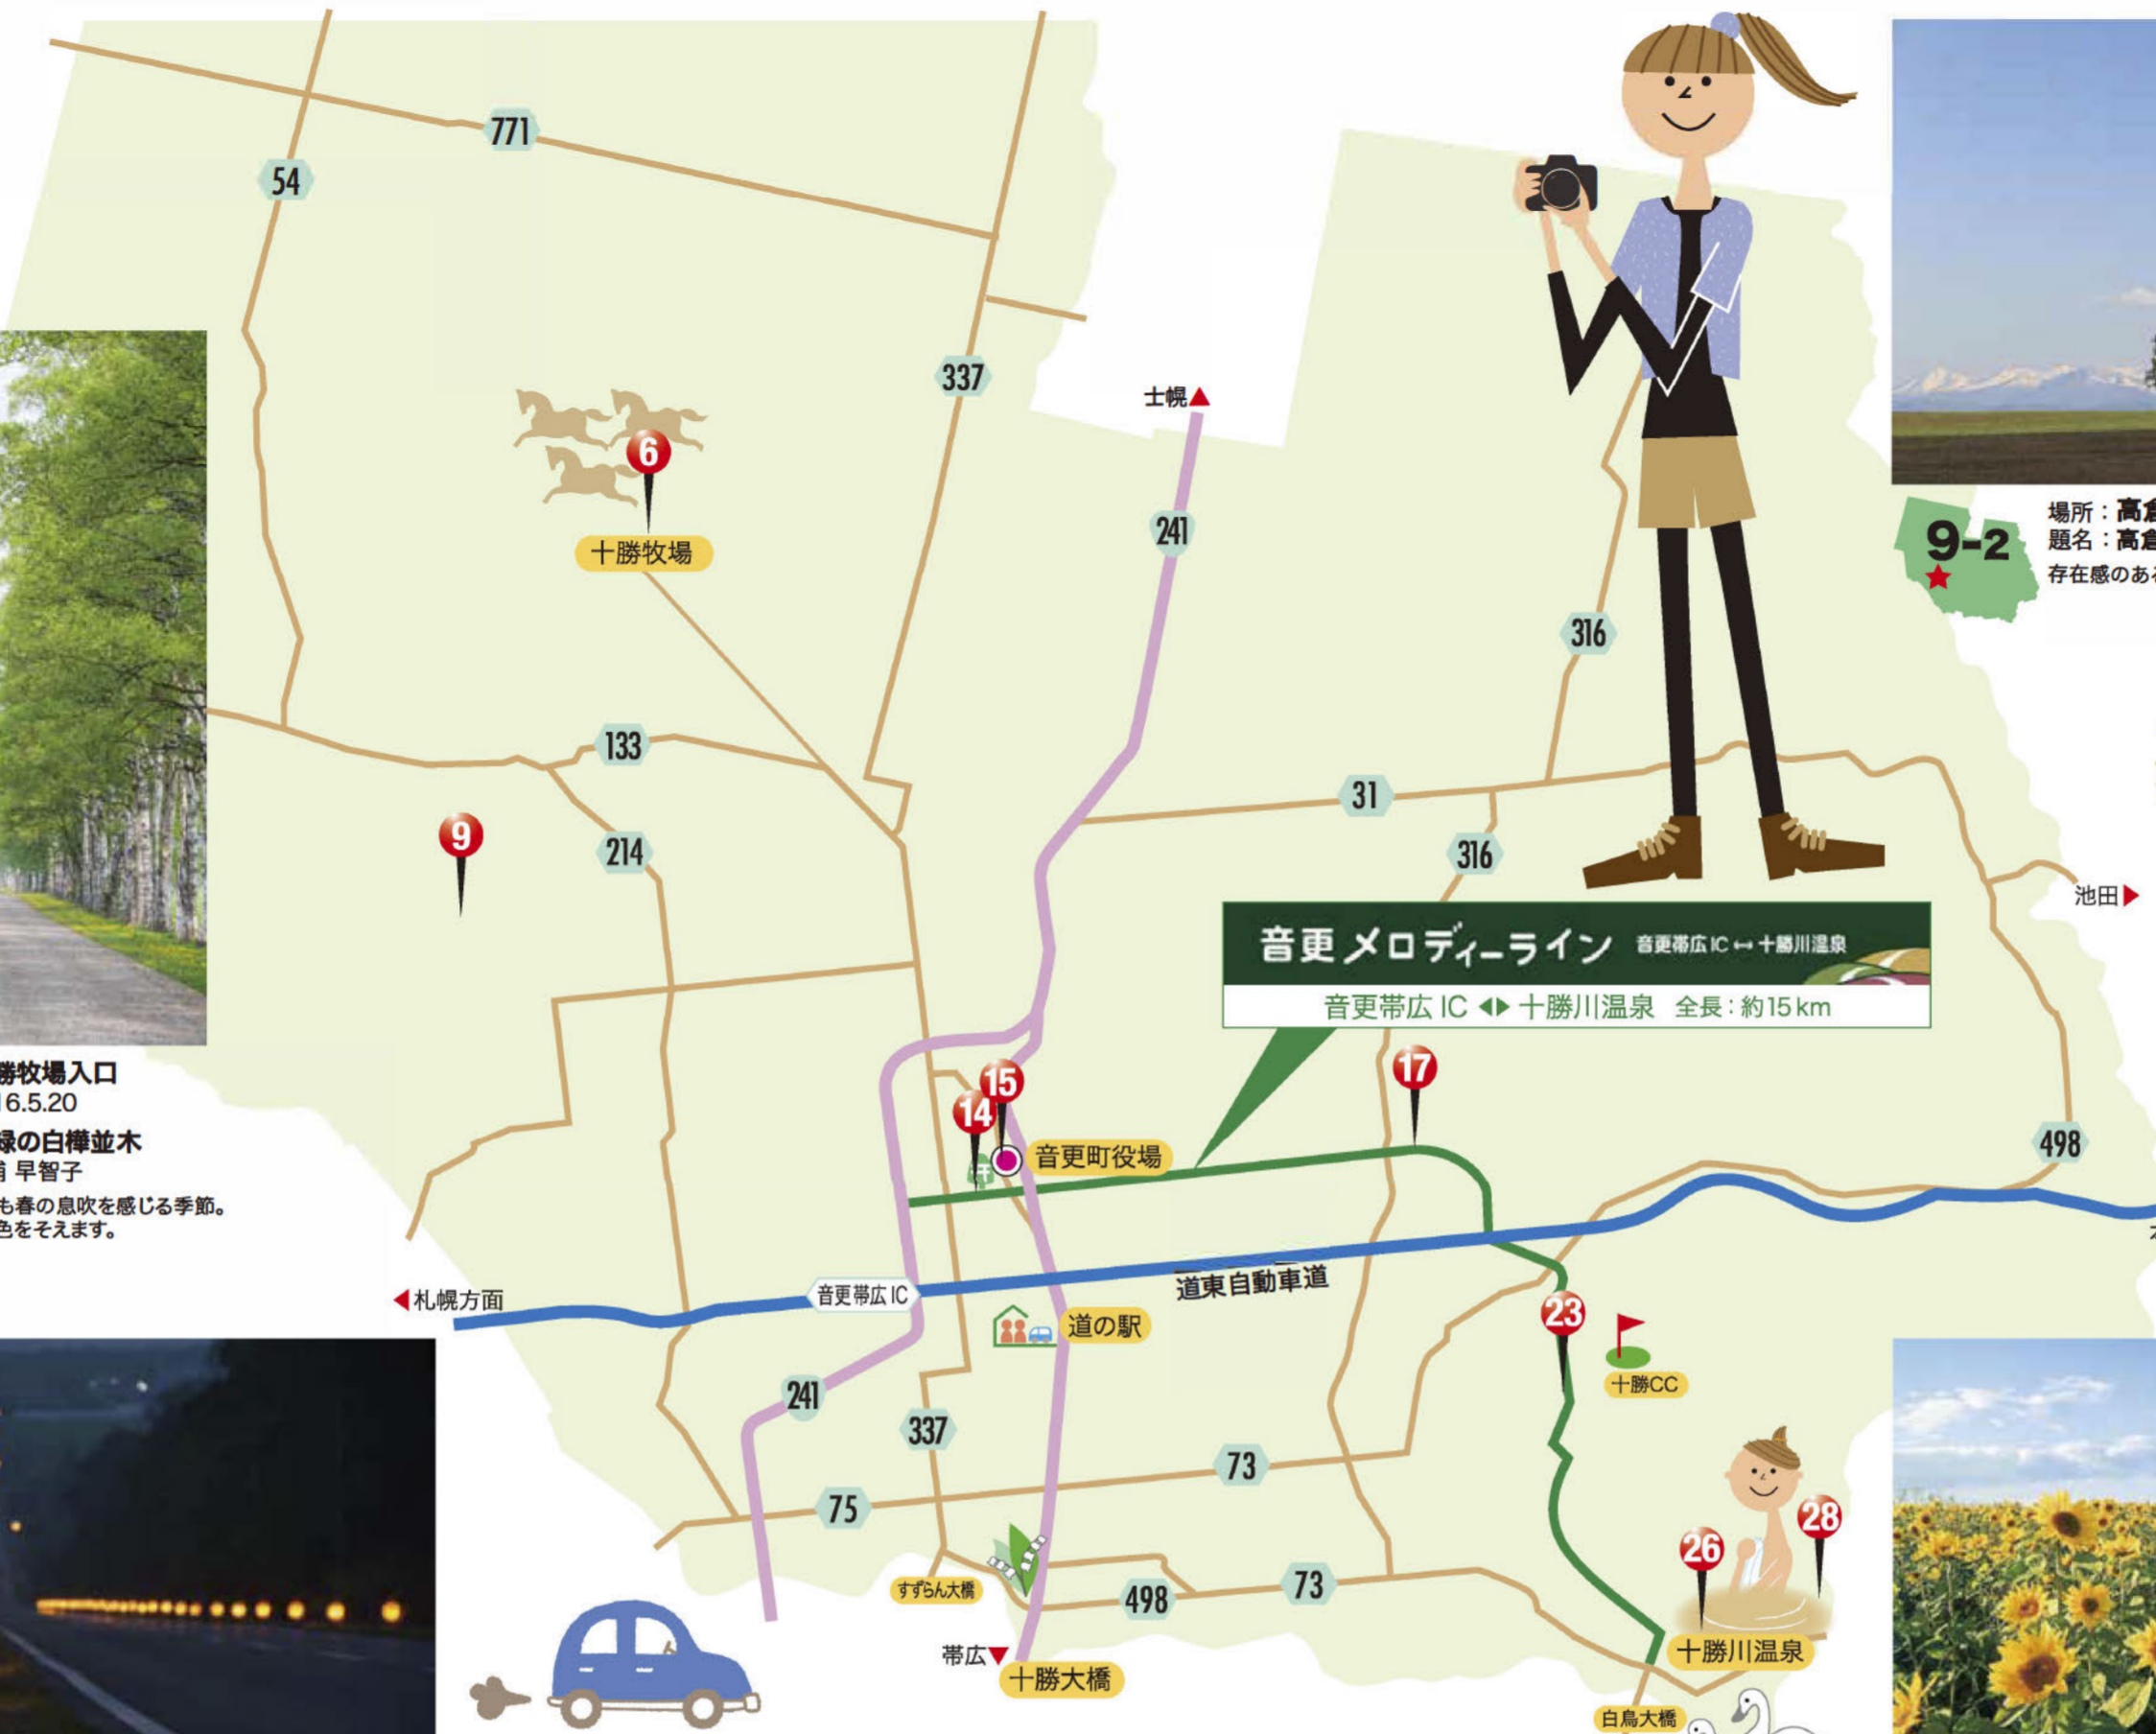 771
54
337
士幌▲
6
十勝牧場
241
場所：高倉
9-2
題名：高倉
316
133
31
9
214
316
池田▶
音更メロディーライン 音更帯広IC↔十勝川温泉
音更帯広IC◀▶十勝川温泉 全長：約15km
勝牧場入口
6.5.20
緑の白樺並木
早智子
も春の息吹を感じる季節。
色をそえます。
15
14
17
音更町役場
498
◀札幌方面
音更帯広IC
道東自動車道
道の駅
23
十勝CC
241
337
73
75
28
26
すずらん大橋
498
73
帯広▼
十勝大橋
十勝川温泉
白鳥大橋